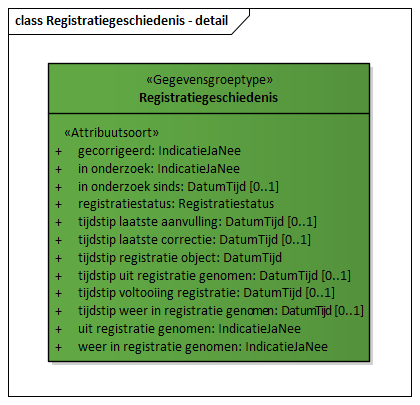 class Registratiegeschiedenis - detail
«Gegevensgroeptype»
Registratiegeschiedenis
«Attribuutsoort»
+ gecorrigeerd: IndicatieJaNee
+ in onderzoek: IndicatieJaNee
+ in onderzoek sinds: DatumTijd [0..1]
+ registratiestatus: Registratiestatus
+ tijdstip laatste aanvulling: DatumTijd [0..1]
+ tijdstip laatste correctie: DatumTijd [0..1]
+ tijdstip registratie object: DatumTijd
+ tijdstip uit registratie genomen: DatumTijd [0..1]
+ tijdstip voltooiing registratie: DatumTijd [0..1]
+ tijdstip weer in registratie genomen: DatumTijd [0..1]
+ uit registratie genomen: IndicatieJaNee
+ weer in registratie genomen: IndicatieJaNee